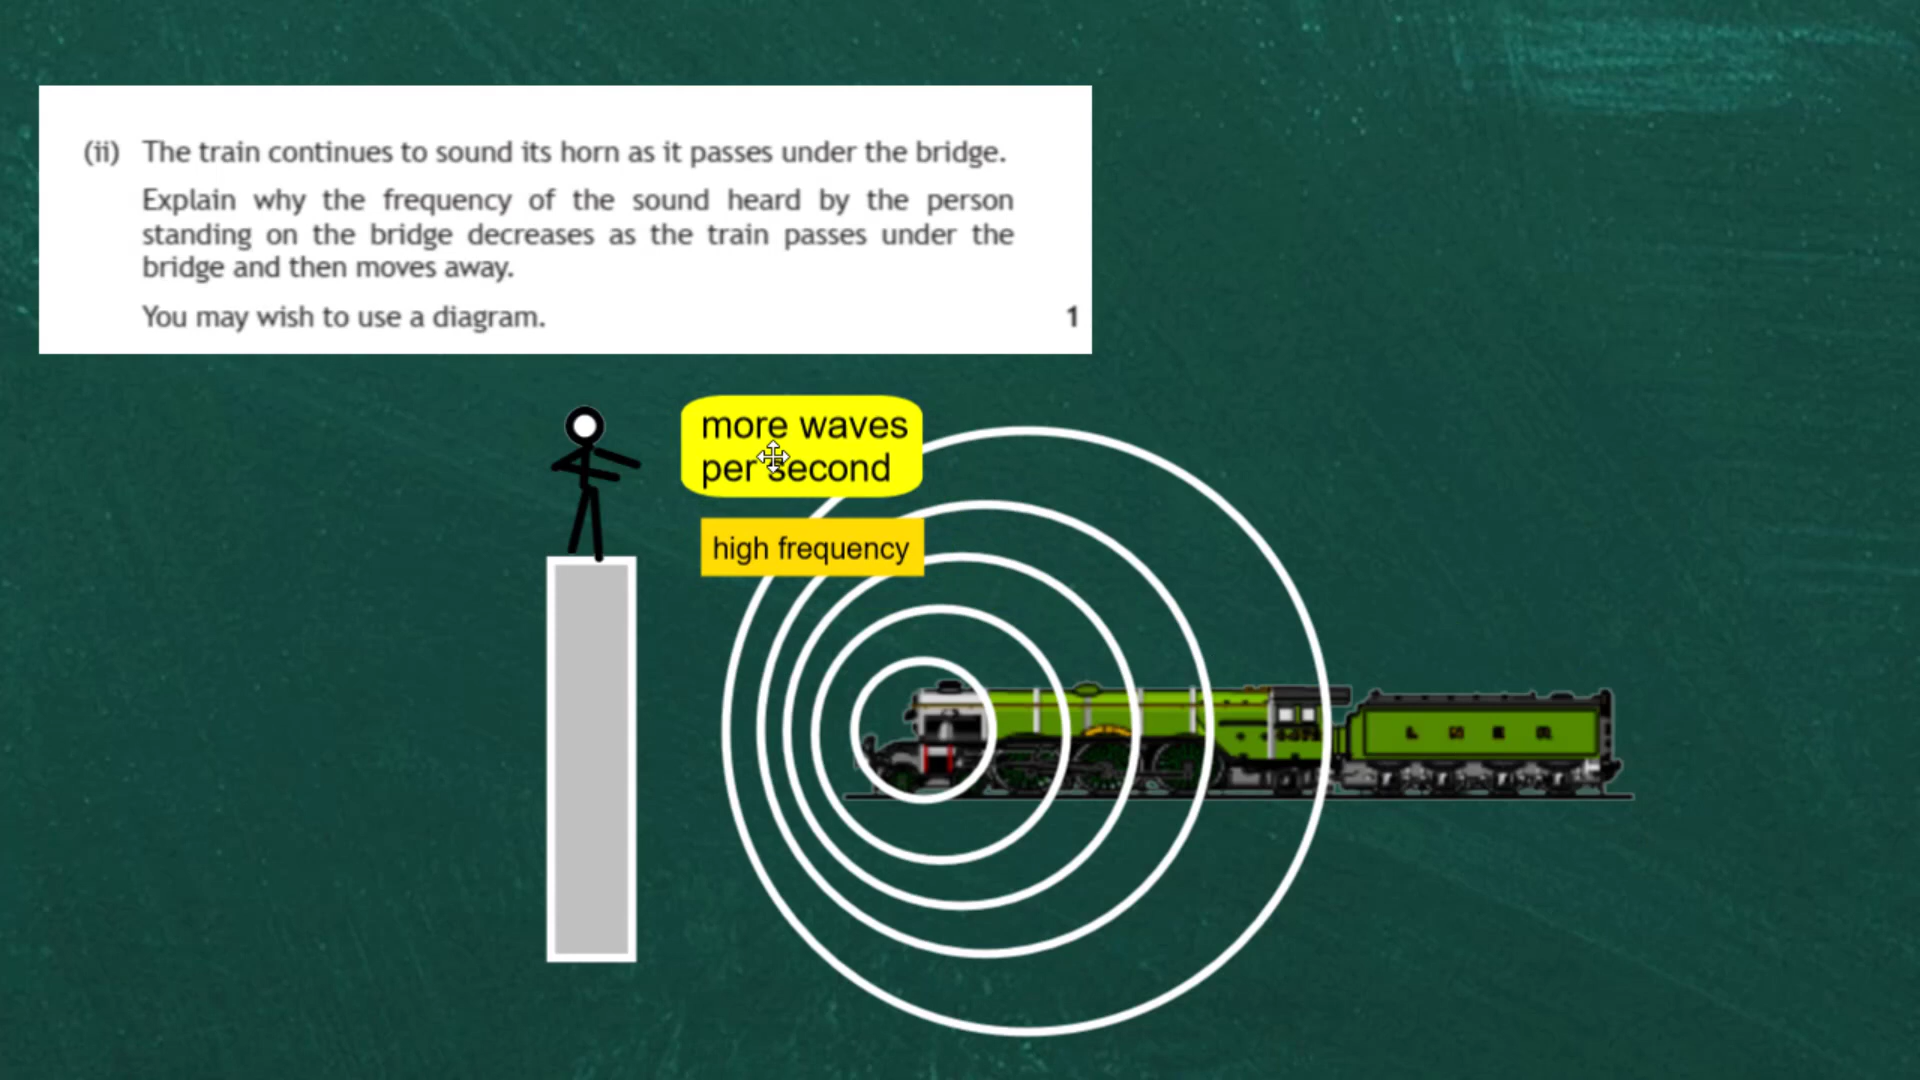 (ii) The train continues to sound its horn as it passes under the bridge.
Explain why the frequency of the sound heard by the person
standing on the bridge decreases as the train passes under the
bridge and then moves away.
You may wish to use a diagram. 1
more waves
per second
high frequency
L N E R